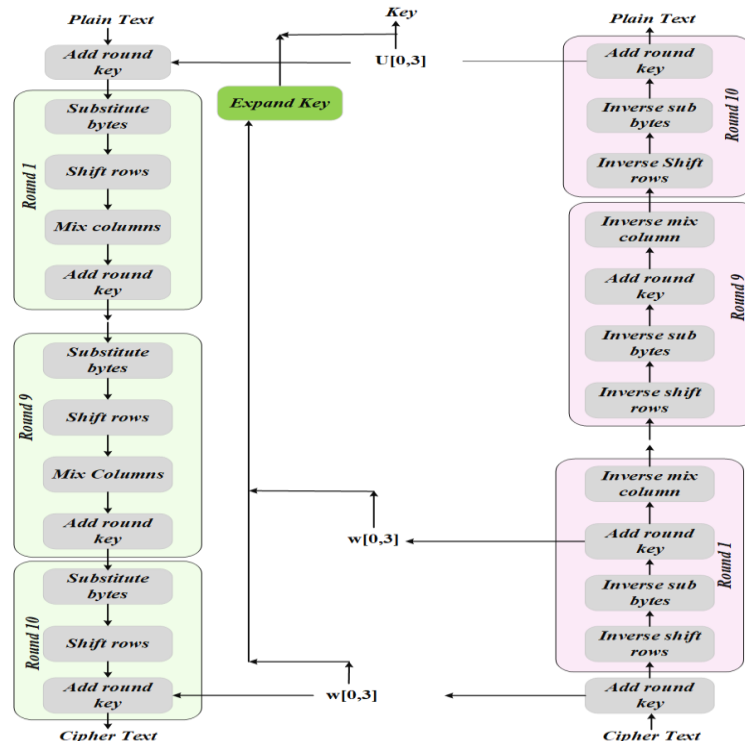 Plain Text
Add round
key
Round 1
Substitute
bytes
Shift rows
Mix columns
Add round
key
Round 9
Substitute
bytes
Shift rows
Mix Columns
Add round
key
Round 10
Substitute
bytes
Shift rows
Add round
key
Cipher Text
Key
U[0,3]
Expand Key
w[0,3]
w[0,3]
Plain Text
Add round
key
Inverse sub
bytes
Inverse Shift
rows
Round 10
Inverse mix
column
Add round
key
Inverse sub
bytes
Inverse shift
rows
Round 9
Inverse mix
column
Add round
key
Inverse sub
bytes
Inverse shift
rows
Round 1
Add round
key
Cipher Text